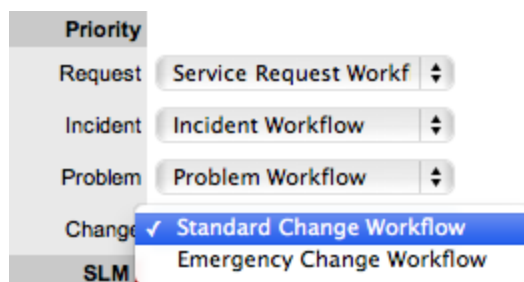 Priority
Request Service Request Workf
Incident Incident Workflow
Problem Problem Workflow
Change ✓ Standard Change Workflow
SLM Emergency Change Workflow